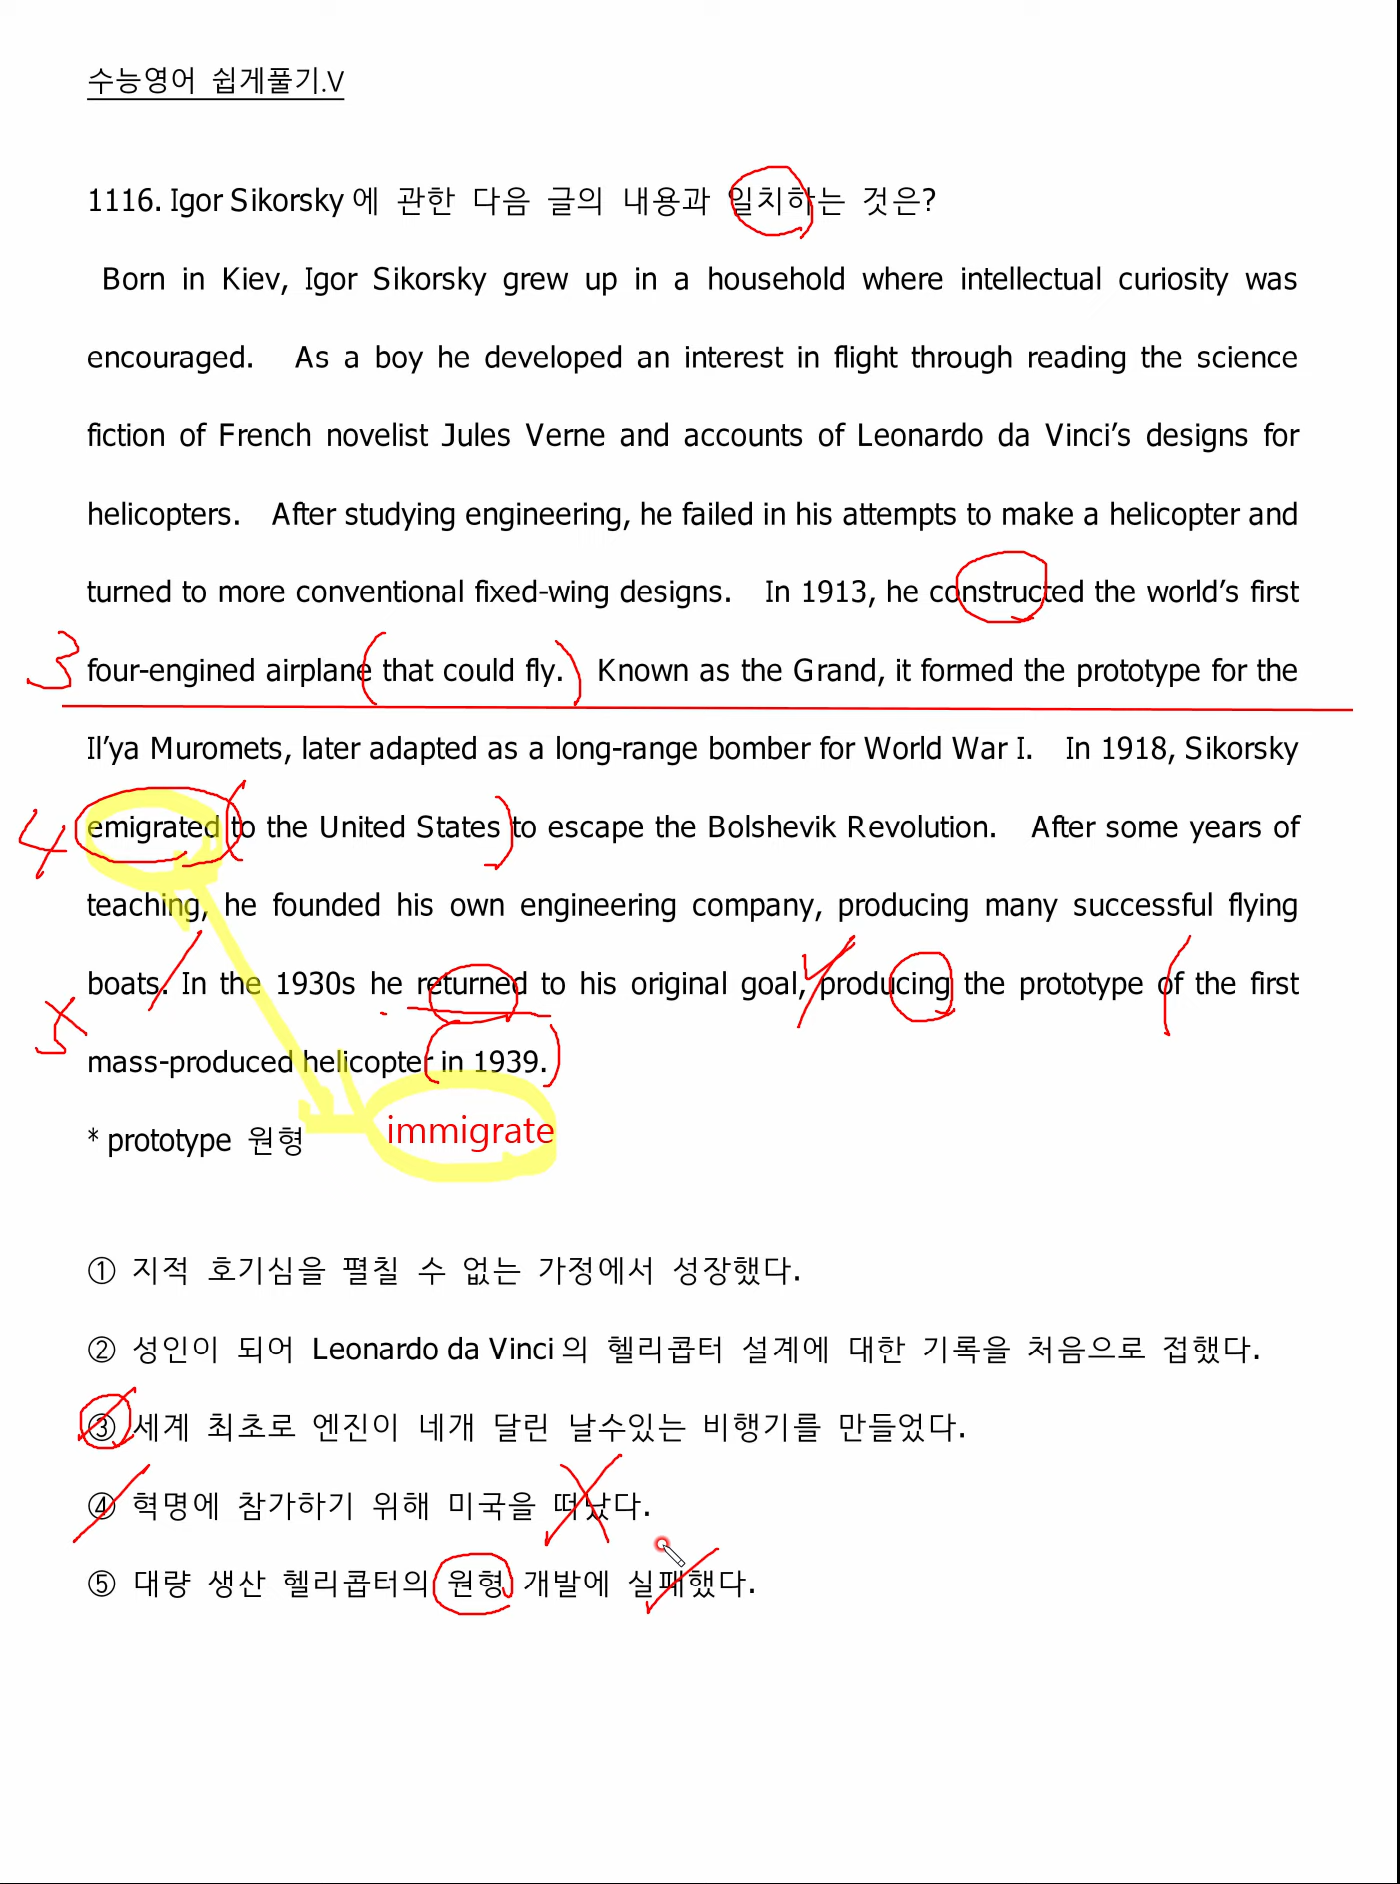 수능영어 쉽게풀기.V
1116. Igor Sikorsky에 관한 다음 글의 내용과 일치하는 것은?
Born in Kiev, Igor Sikorsky grew up in a household where intellectual curiosity was
encouraged. As a boy he developed an interest in flight through reading the science
fiction of French novelist Jules Verne and accounts of Leonardo da Vinci’s designs for
helicopters. After studying engineering, he failed in his attempts to make a helicopter and
turned to more conventional fixed-wing designs. In 1913, he constructed the world’s first
3 four-engined airplane (that could fly.) Known as the Grand, it formed the prototype for the
Il’ya Muromets, later adapted as a long-range bomber for World War I. In 1918, Sikorsky
4 emigrated (to the United States) to escape the Bolshevik Revolution. After some years of
teaching, he founded his own engineering company, producing many successful flying
boats. In the 1930s he returned to his original goal, producing the prototype (of the first
5 mass-produced helicopter (in 1939.)
* prototype 원형 immigrate
① 지적 호기심을 펼칠 수 없는 가정에서 성장했다.
② 성인이 되어 Leonardo da Vinci의 헬리콥터 설계에 대한 기록을 처음으로 접했다.
③ 세계 최초로 엔진이 네개 달린 날수있는 비행기를 만들었다.
④ 혁명에 참가하기 위해 미국을 떠났다.
⑤ 대량 생산 헬리콥터의 원형 개발에 실패했다.